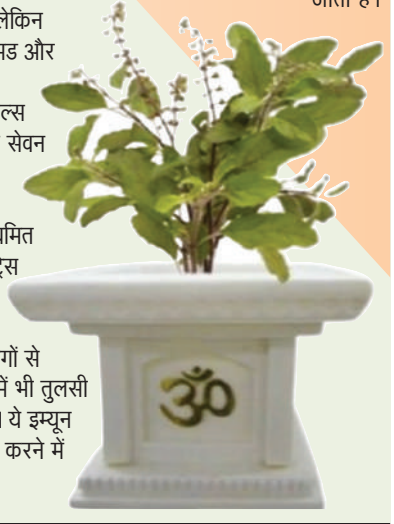 जाता है।
लेकिन
और
सेवन
गों से
में भी तुलसी
। ये इम्यून
करने में
ॐ